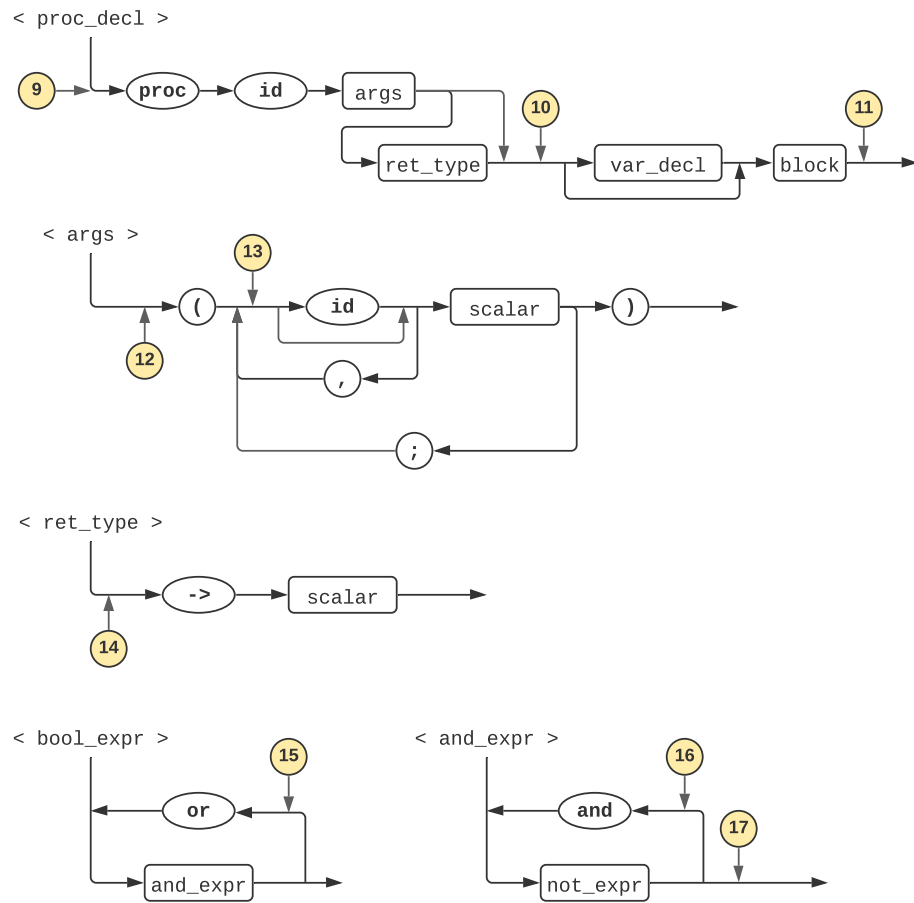 < proc_decl >
9 proc id args 10 11
ret_type var_decl block
< args >
13
( id scalar )
12 ,
;
< ret_type >
-> scalar
14
< bool_expr > < and_expr >
15 16
or and 17
and_expr not_expr